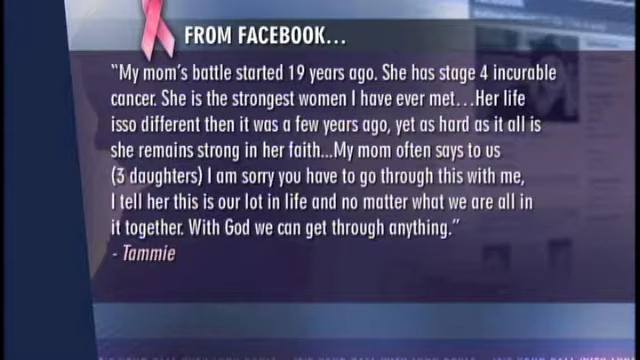 FROM FACEBOOK...
"My mom's battle started 19 years ago. She has stage 4 incurable
cancer. She is the strongest women I have ever met...Her life
isso different then it was a few years ago, yet as hard as it all is
she remains strong in her faith...My mom often says to us
(3 daughters) I am sorry you have to go through this with me,
I tell her this is our lot in life and no matter what we are all in
it together. With God we can get through anything."
- Tammie